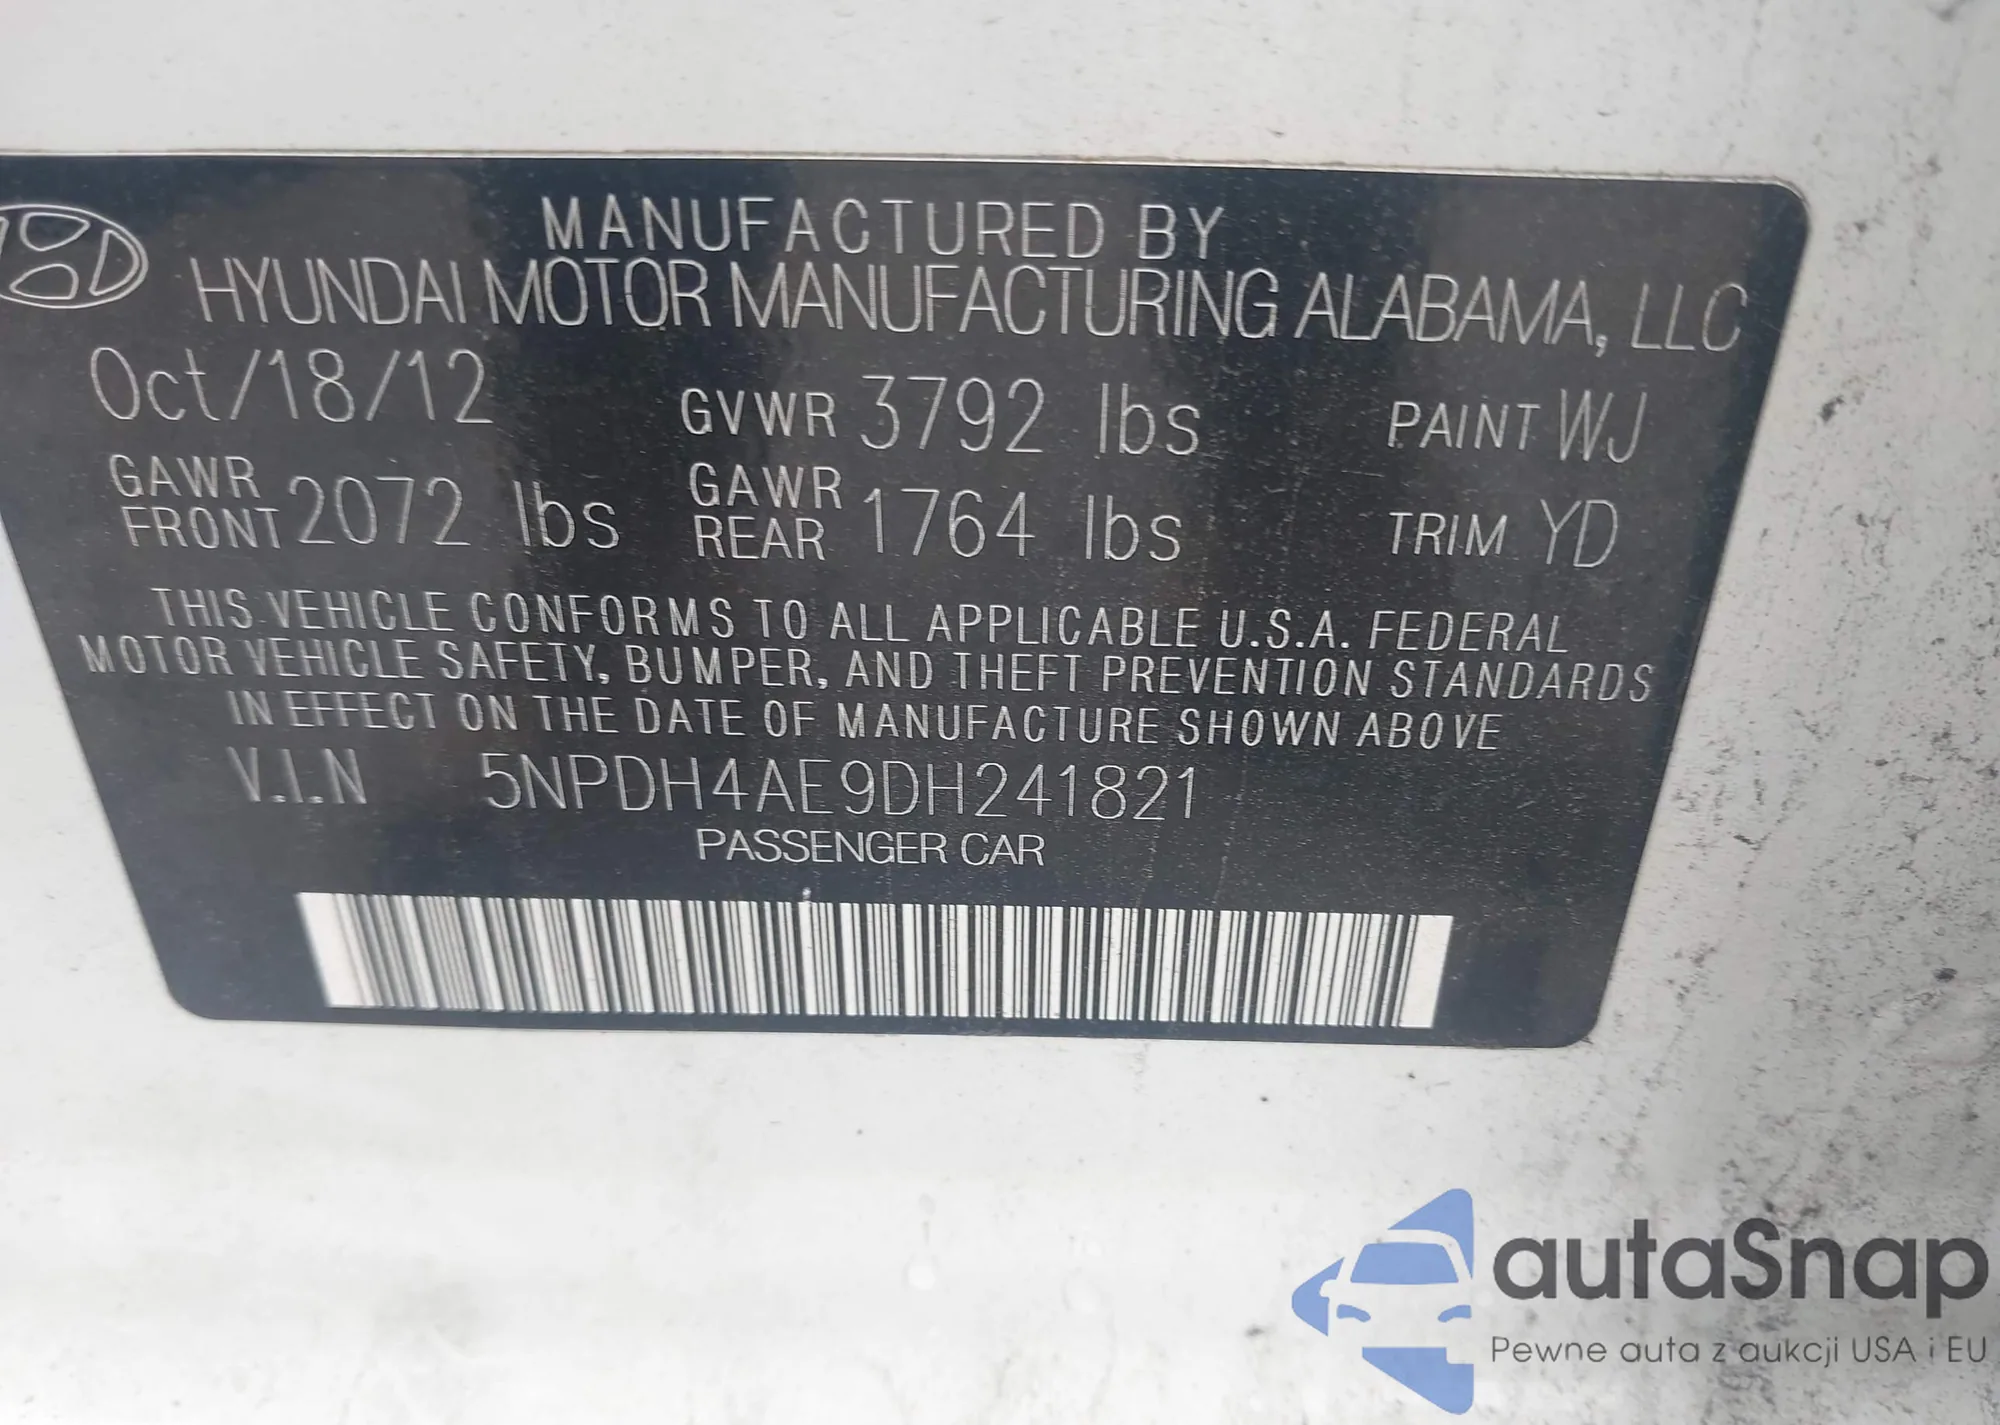 MANUFACTURED BY
HYUNDAI MOTOR MANUFACTURING ALABAMA, LLC
Oct/18/12 GVWR 3792 lbs PAINT WJ
GAWR FRONT 2072 lbs GAWR REAR 1764 lbs TRIM YD
THIS VEHICLE CONFORMS TO ALL APPLICABLE U.S.A. FEDERAL
MOTOR VEHICLE SAFETY, BUMPER, AND THEFT PREVENTION STANDARDS
IN EFFECT ON THE DATE OF MANUFACTURE SHOWN ABOVE
V.I.N 5NPDH4AE9DH241821
PASSENGER CAR
autaSnap
Pewne auta z aukcji USA i EU